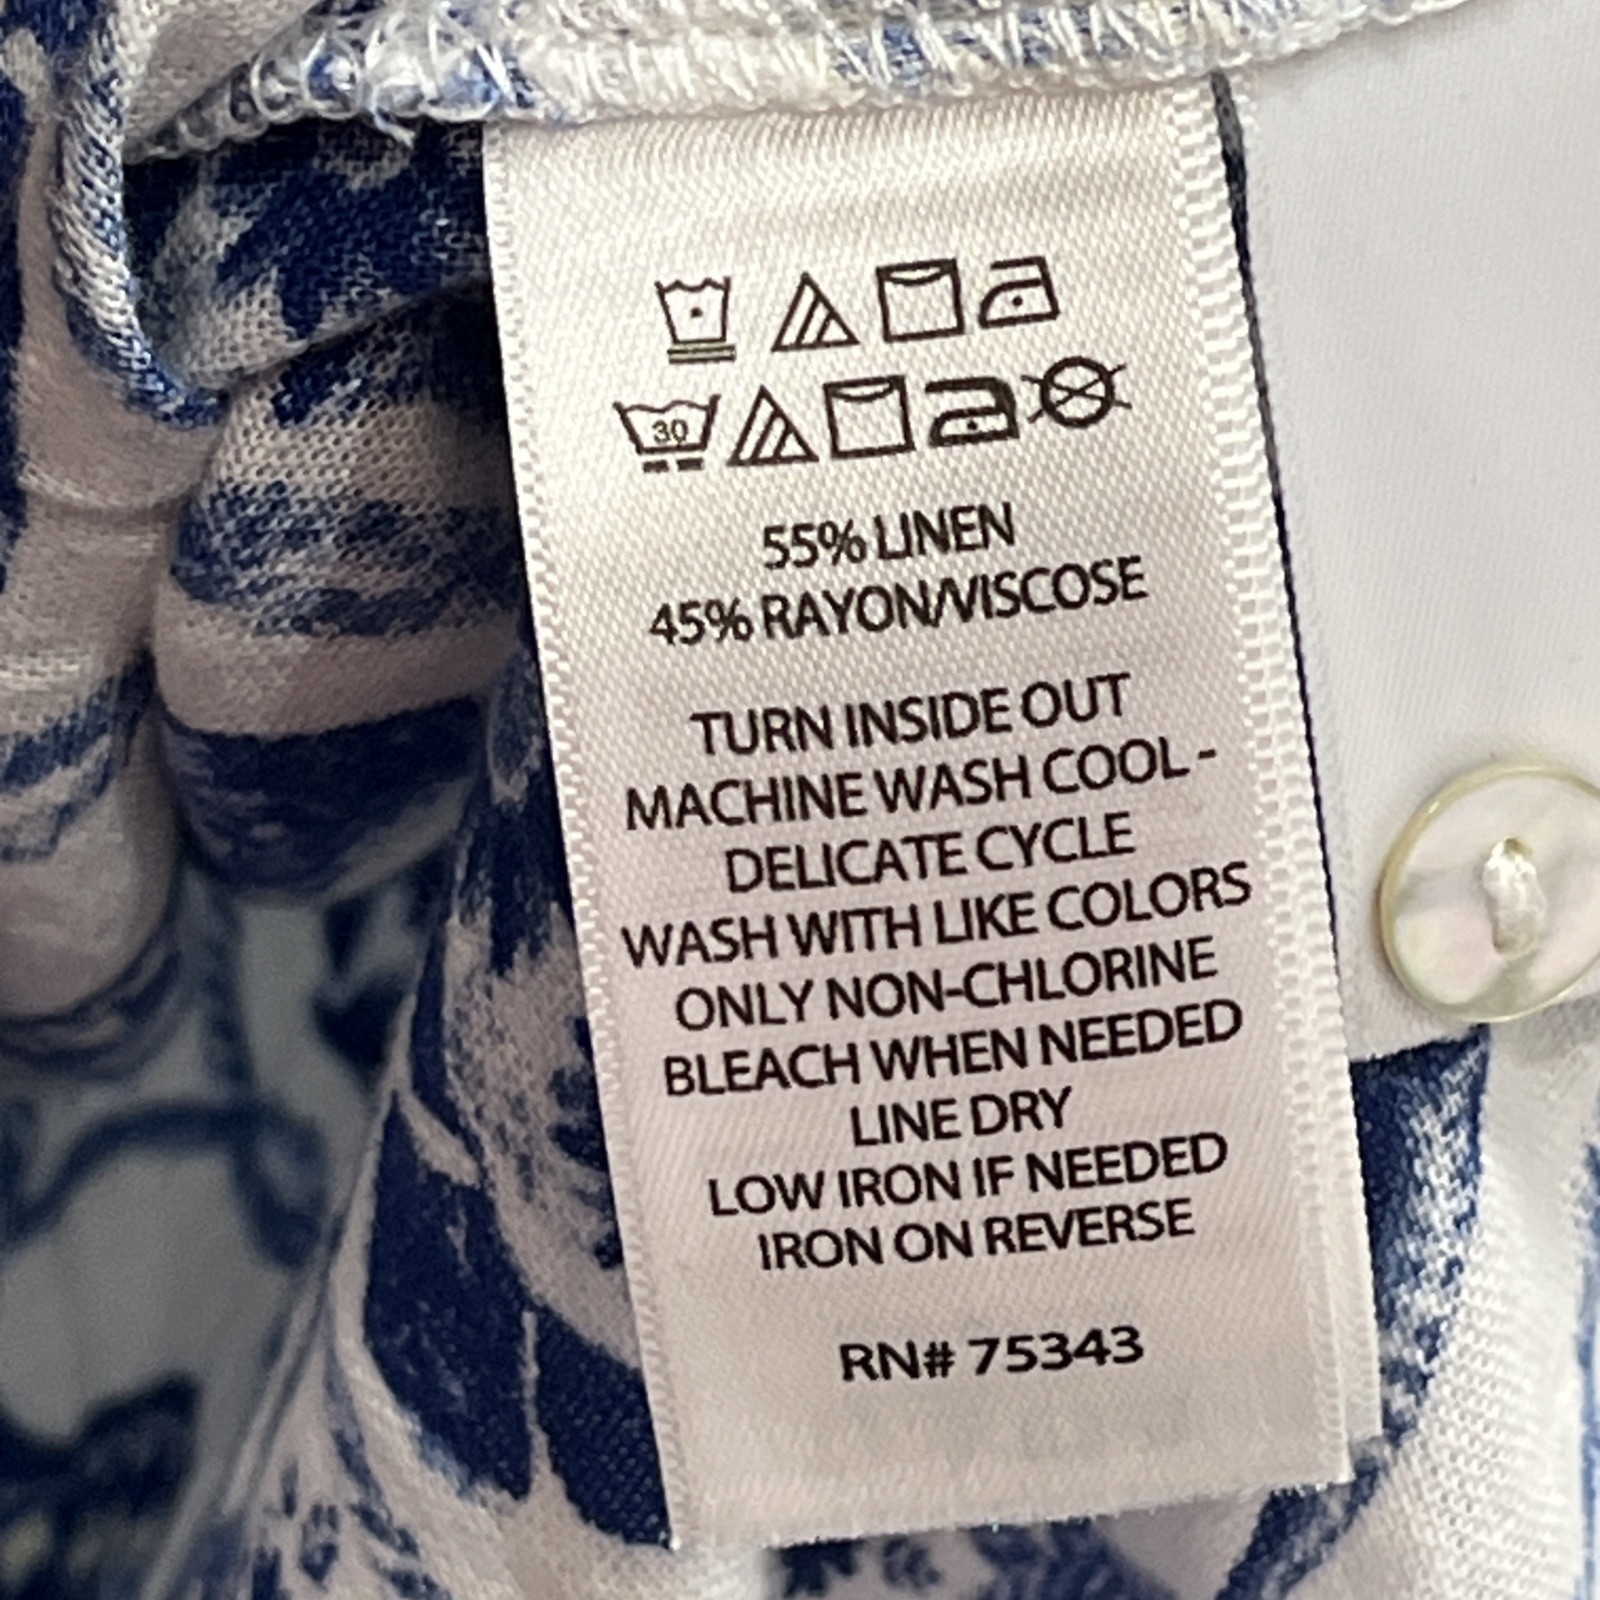 30
55% LINEN
45% RAYON/VISCOSE
TURN INSIDE OUT
MACHINE WASH COOL -
DELICATE CYCLE
WASH WITH LIKE COLORS
ONLY NON-CHLORINE
BLEACH WHEN NEEDED
LINE DRY
LOW IRON IF NEEDED
IRON ON REVERSE
RN# 75343